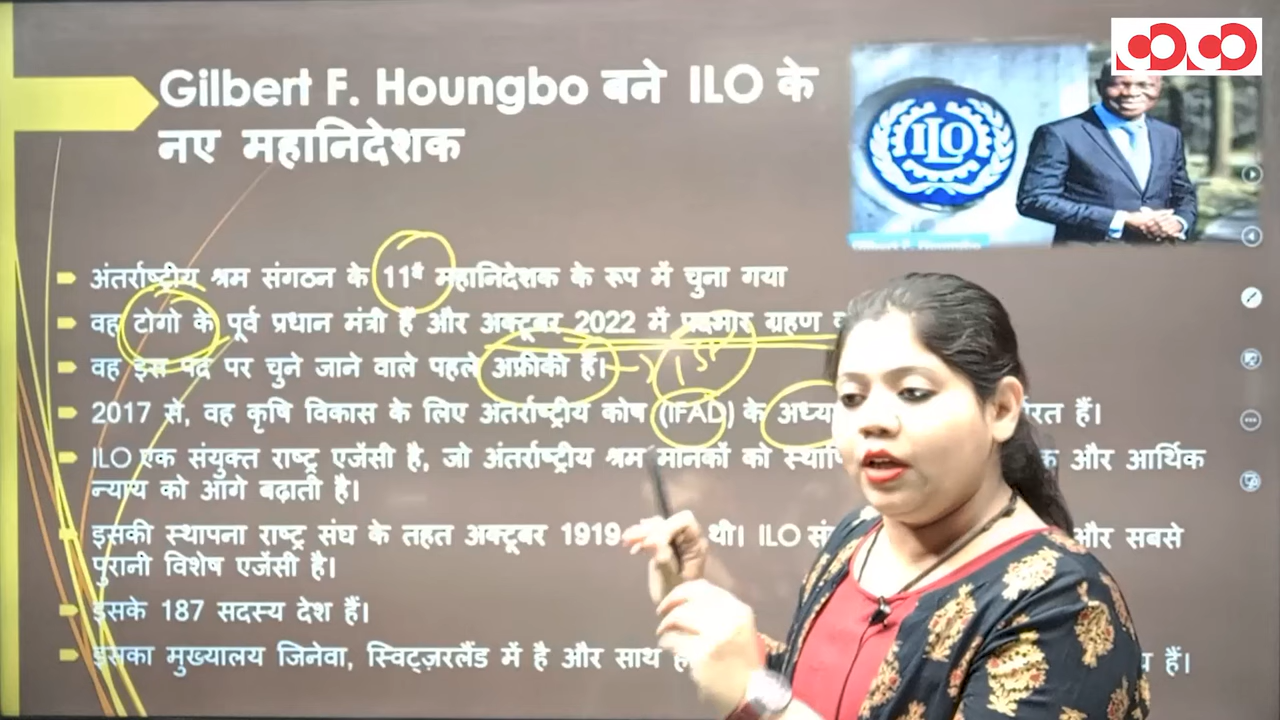 Gilbert F. Houngbo बने ILO के
नए महानिदेशक
ILO
अंतर्राष्ट्रीय श्रम संगठन के 11वें महानिदेशक के रूप में चुना गया
वह टोगो के पूर्व प्रधान मंत्री हैं और अक्टूबर 2022 में पदभार ग्रहण
वह इस पद पर चुने जाने वाले पहले अफ्रीकी हैं। 1st
2017 से, वह कृषि विकास के लिए अंतर्राष्ट्रीय कोष (IFAD) के हैं।
ILO एक संयुक्त राष्ट्र एजेंसी है, जो अंतर्राष्ट्रीय श्रम मानकों को और आर्थिक
न्याय को आगे बढ़ाती है।
इसकी स्थापना राष्ट्र संघ के तहत अक्टूबर 1919 थी। ILO और सबसे
पुरानी विशेष एजेंसी है।
इसके 187 सदस्य देश हैं।
इसका मुख्यालय जिनेवा, स्विट्ज़रलैंड में है और साथ हैं।